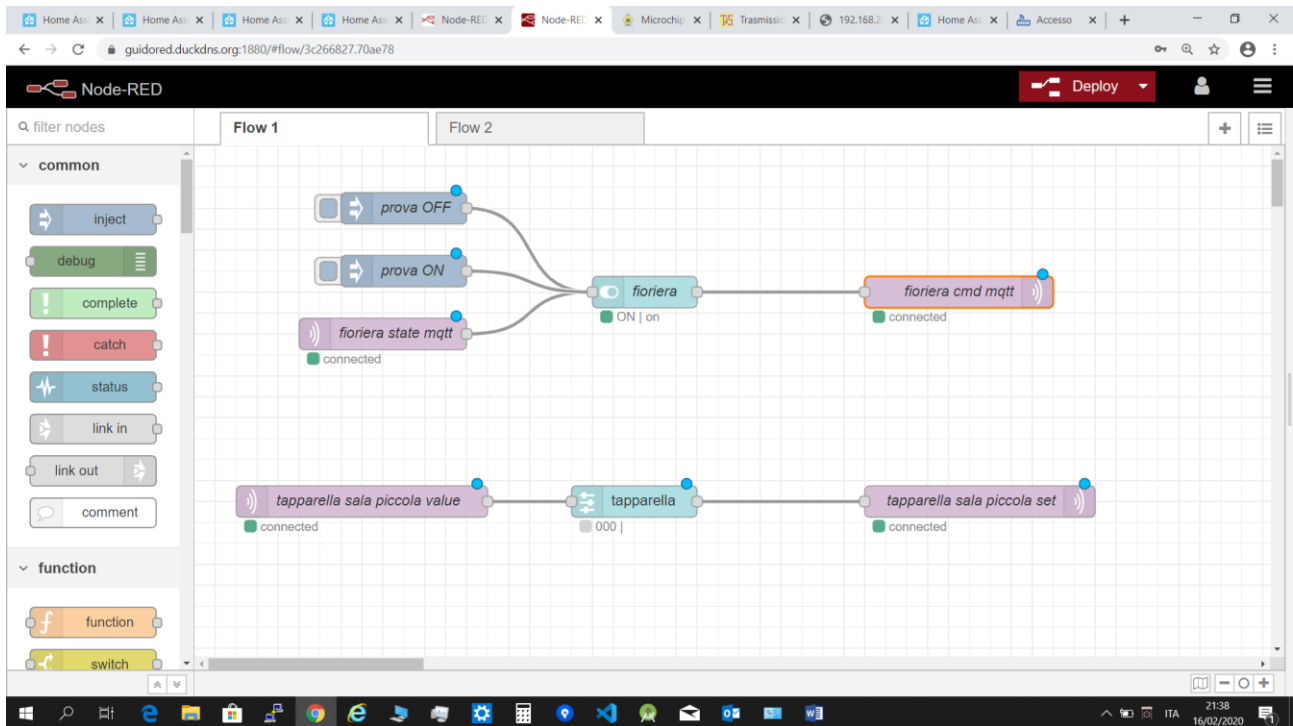 Home Ass
Home Ass
Home Ass
Home Ass
Node-RED
Node-RED
Microchip
Trasmissio
192.168.2.
Home Ass
Accesso
guidored.duckdns.org:1880/#flow/3c266827.70ae78
Node-RED
Deploy
filter nodes
Flow 1
Flow 2
common
inject
debug
complete
catch
status
link in
link out
comment
function
function
switch
prova OFF
prova ON
fioriera state mqtt
connected
fioriera
ON | on
fioriera cmd mqtt
connected
tapparella sala piccola value
connected
tapparella
000 |
tapparella sala piccola set
connected
ITA
21:38
16/02/2020